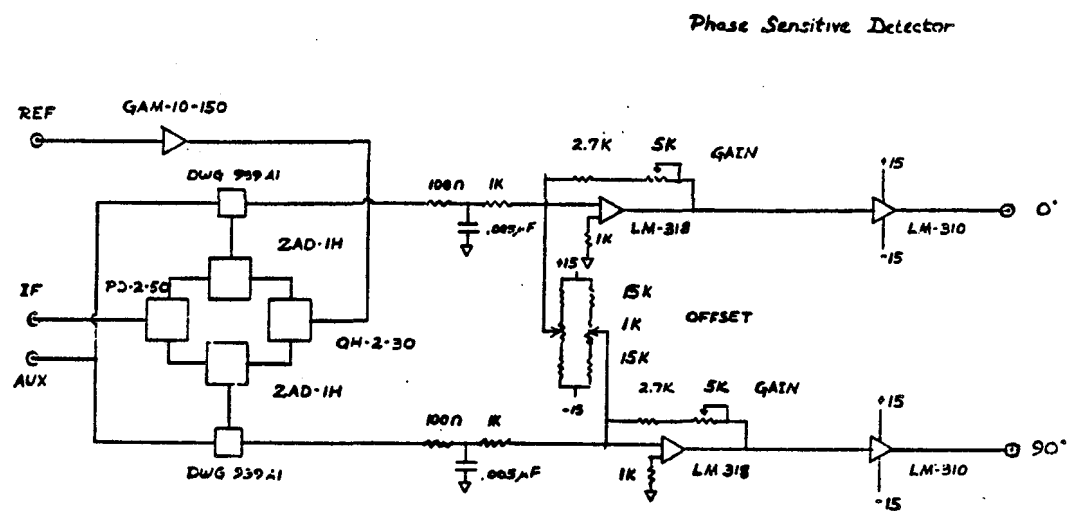 Phase Sensitive Detector
REF
GAM-10-150
DWG 939A1
100Ω
1K
.005μF
2.7K
5K
GAIN
1K
LM-318
+15
-15
LM-310
0°
ZAD-1H
IF
PD-2-50
QH-2-30
AUX
ZAD-1H
+15
15K
1K
OFFSET
15K
-15
100Ω
1K
.005μF
DWG 939A1
2.7K
5K
GAIN
1K
LM 318
+15
-15
LM-310
90°